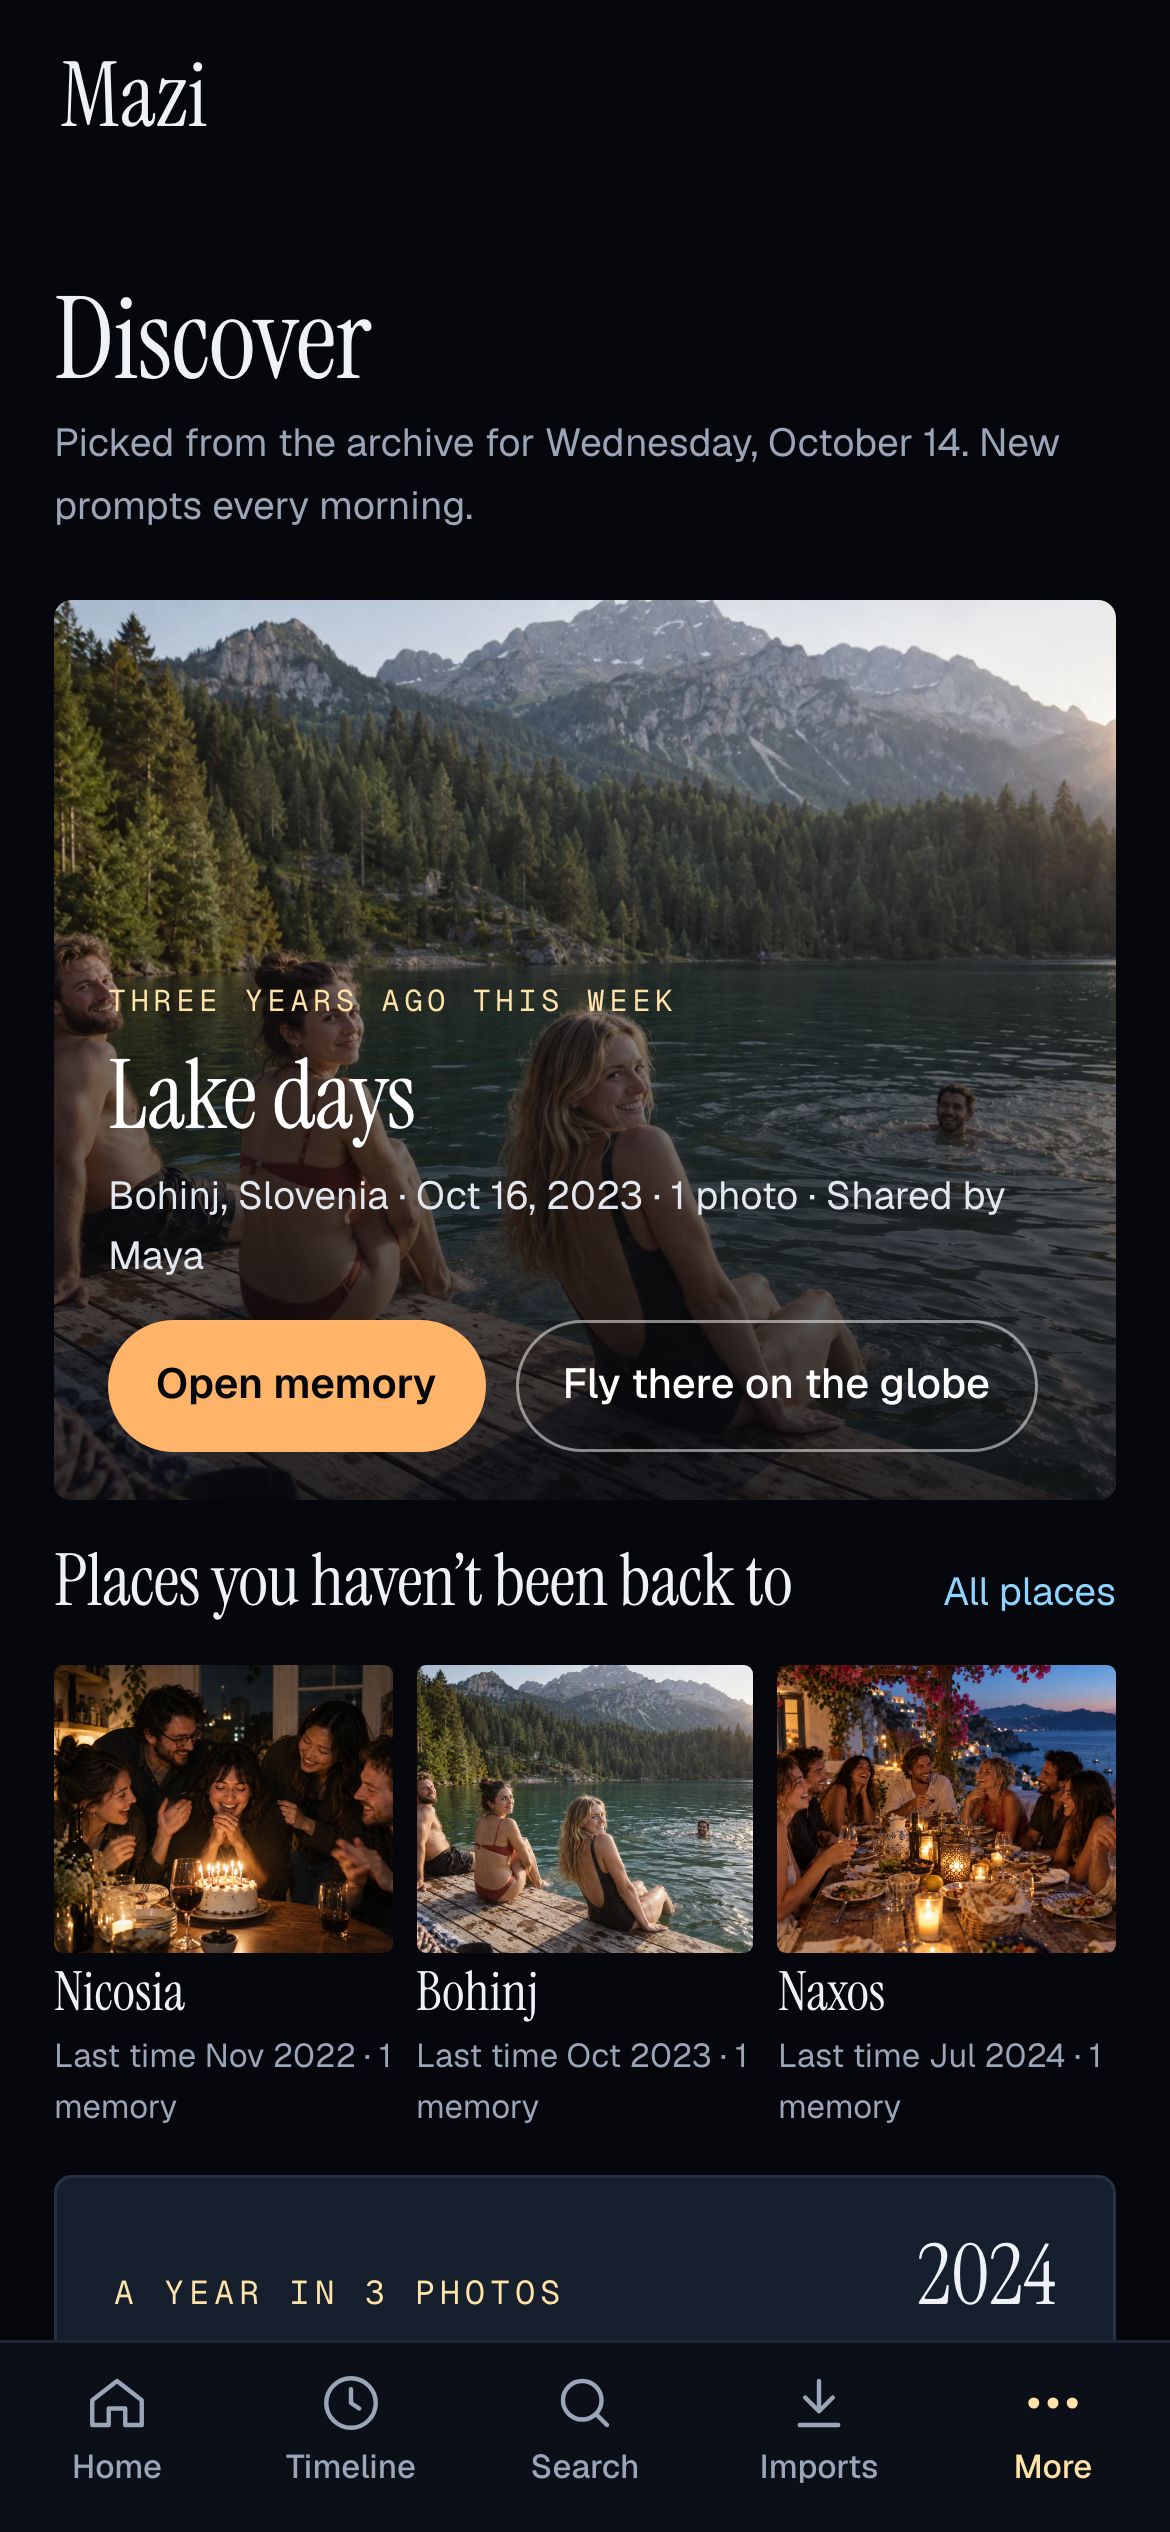 Mazi
Discover
Picked from the archive for Wednesday, October 14. New
prompts every morning.
THREE YEARS AGO THIS WEEK
Lake days
Bohinj, Slovenia · Oct 16, 2023 · 1 photo · Shared by
Maya
Open memory
Fly there on the globe
Places you haven’t been back to
All places
Nicosia
Last time Nov 2022 · 1
memory
Bohinj
Last time Oct 2023 · 1
memory
Naxos
Last time Jul 2024 · 1
memory
A YEAR IN 3 PHOTOS
2024
Home
Timeline
Search
Imports
More